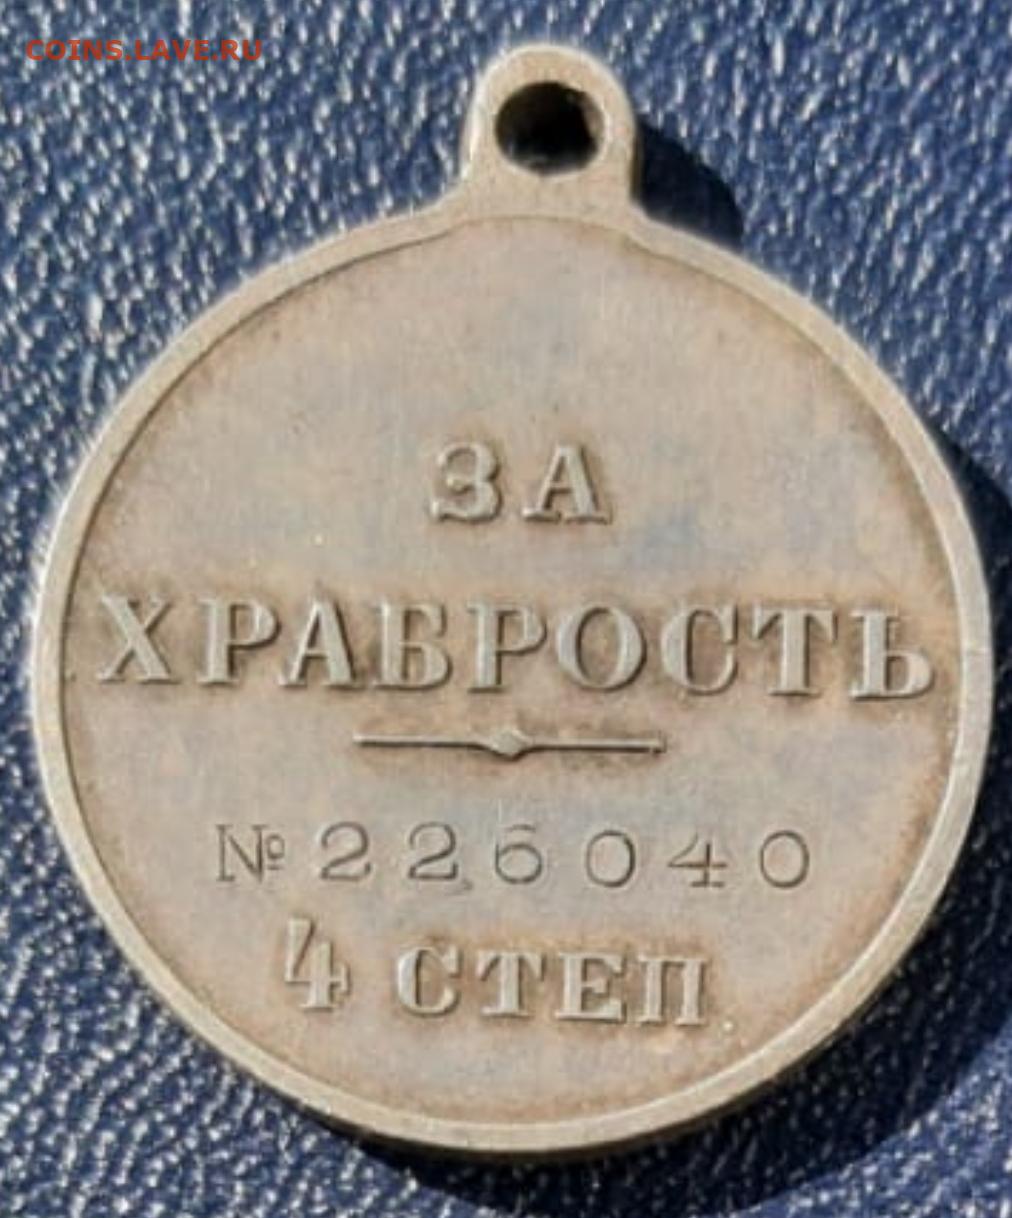 COINS.LAVE.RU
ЗА
ХРАБРОСТЬ
№ 226040
4 СТЕП.